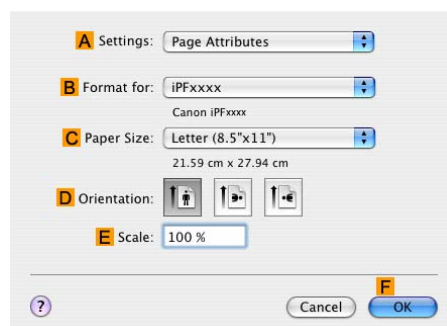 A Settings: Page Attributes
B Format for: iPFxxxx
Canon iPFxxxx
C Paper Size: Letter (8.5"x11")
21.59 cm x 27.94 cm
D Orientation:
E Scale: 100 %
F
? Cancel OK